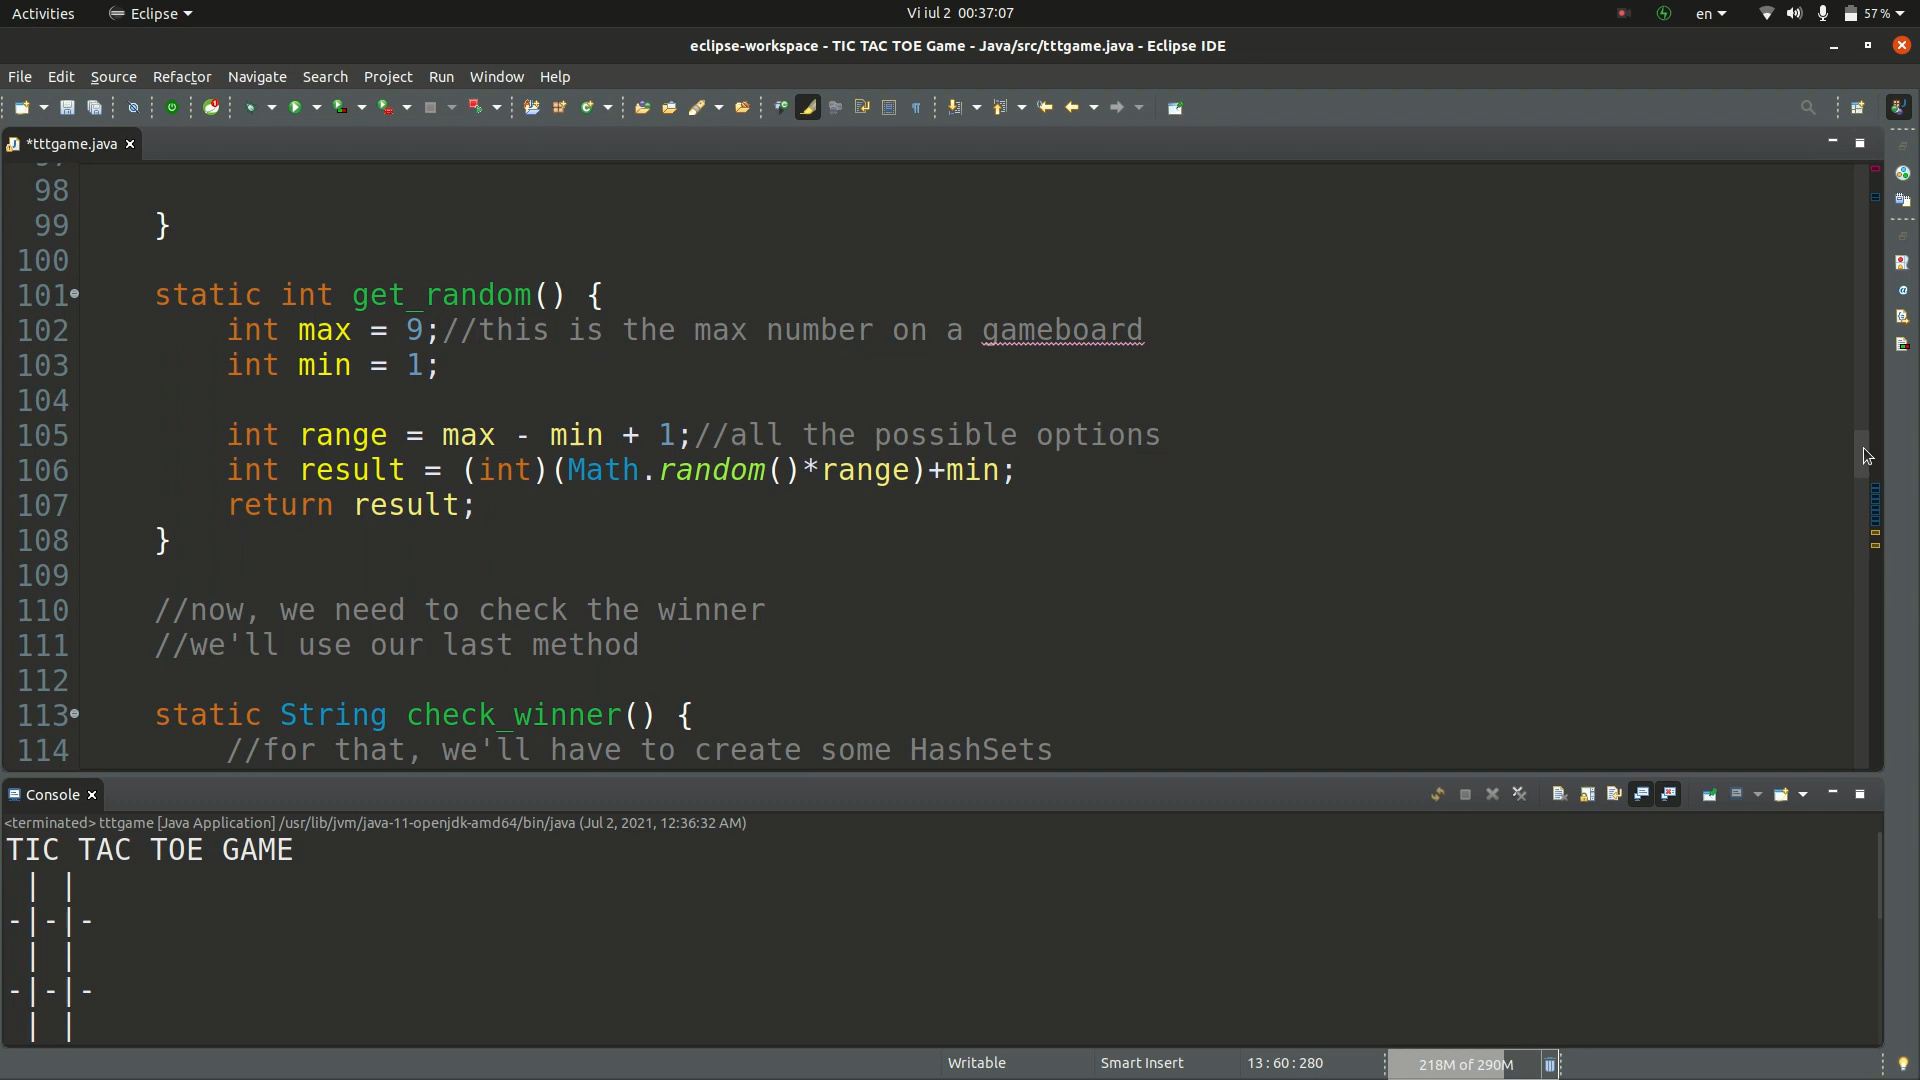 Activities Eclipse Vi iul 2 00:37:07 en 57 %
eclipse-workspace - TIC TAC TOE Game - Java/src/tttgame.java - Eclipse IDE
File Edit Source Refactor Navigate Search Project Run Window Help
*tttgame.java
98
99 }
100
101 static int get_random() {
102 int max = 9;//this is the max number on a gameboard
103 int min = 1;
104
105 int range = max - min + 1;//all the possible options
106 int result = (int)(Math.random()*range)+min;
107 return result;
108 }
109
110 //now, we need to check the winner
111 //we'll use our last method
112
113 static String check_winner() {
114 //for that, we'll have to create some HashSets
Console
<terminated> tttgame [Java Application] /usr/lib/jvm/java-11-openjdk-amd64/bin/java (Jul 2, 2021, 12:36:32 AM)
TIC TAC TOE GAME
 | |
-|-|-
 | |
-|-|-
 | |
Writable Smart Insert 13 : 60 : 280 218M of 290M